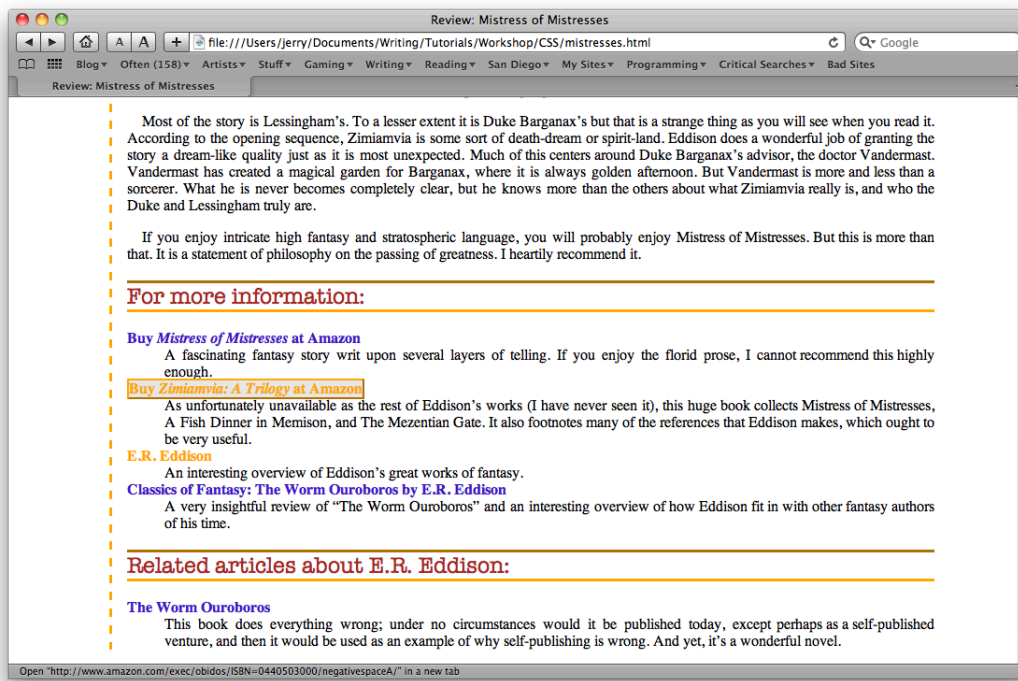 Review: Mistress of Mistresses
A A + file:///Users/jerry/Documents/Writing/Tutorials/Workshop/CSS/mistresses.html Google
Blog Often (158) Artists Stuff Gaming Writing Reading San Diego My Sites Programming Critical Searches Bad Sites
Review: Mistress of Mistresses
Most of the story is Lessingham's. To a lesser extent it is Duke Barganax's but that is a strange thing as you will see when you read it.
According to the opening sequence, Zimiamvia is some sort of death-dream or spirit-land. Eddison does a wonderful job of granting the
story a dream-like quality just as it is most unexpected. Much of this centers around Duke Barganax's advisor, the doctor Vandermast.
Vandermast has created a magical garden for Barganax, where it is always golden afternoon. But Vandermast is more and less than a
sorcerer. What he is never becomes completely clear, but he knows more than the others about what Zimiamvia really is, and who the
Duke and Lessingham truly are.
If you enjoy intricate high fantasy and stratospheric language, you will probably enjoy Mistress of Mistresses. But this is more than
that. It is a statement of philosophy on the passing of greatness. I heartily recommend it.
For more information:
Buy Mistress of Mistresses at Amazon
A fascinating fantasy story writ upon several layers of telling. If you enjoy the florid prose, I cannot recommend this highly
enough.
Buy Zimiamvia: A Trilogy at Amazon
As unfortunately unavailable as the rest of Eddison's works (I have never seen it), this huge book collects Mistress of Mistresses,
A Fish Dinner in Memison, and The Mezentian Gate. It also footnotes many of the references that Eddison makes, which ought to
be very useful.
E.R. Eddison
An interesting overview of Eddison's great works of fantasy.
Classics of Fantasy: The Worm Ouroboros by E.R. Eddison
A very insightful review of “The Worm Ouroboros” and an interesting overview of how Eddison fit in with other fantasy authors
of his time.
Related articles about E.R. Eddison:
The Worm Ouroboros
This book does everything wrong; under no circumstances would it be published today, except perhaps as a self-published
venture, and then it would be used as an example of why self-publishing is wrong. And yet, it's a wonderful novel.
Open "http://www.amazon.com/exec/obidos/ISBN=0440503000/negativespaceA/" in a new tab